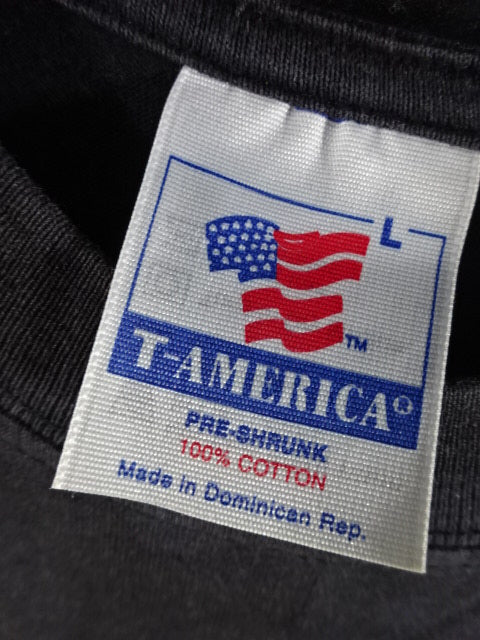 L
TM
T-AMERICA®
PRE-SHRUNK
100% COTTON
Made in Dominican Rep.